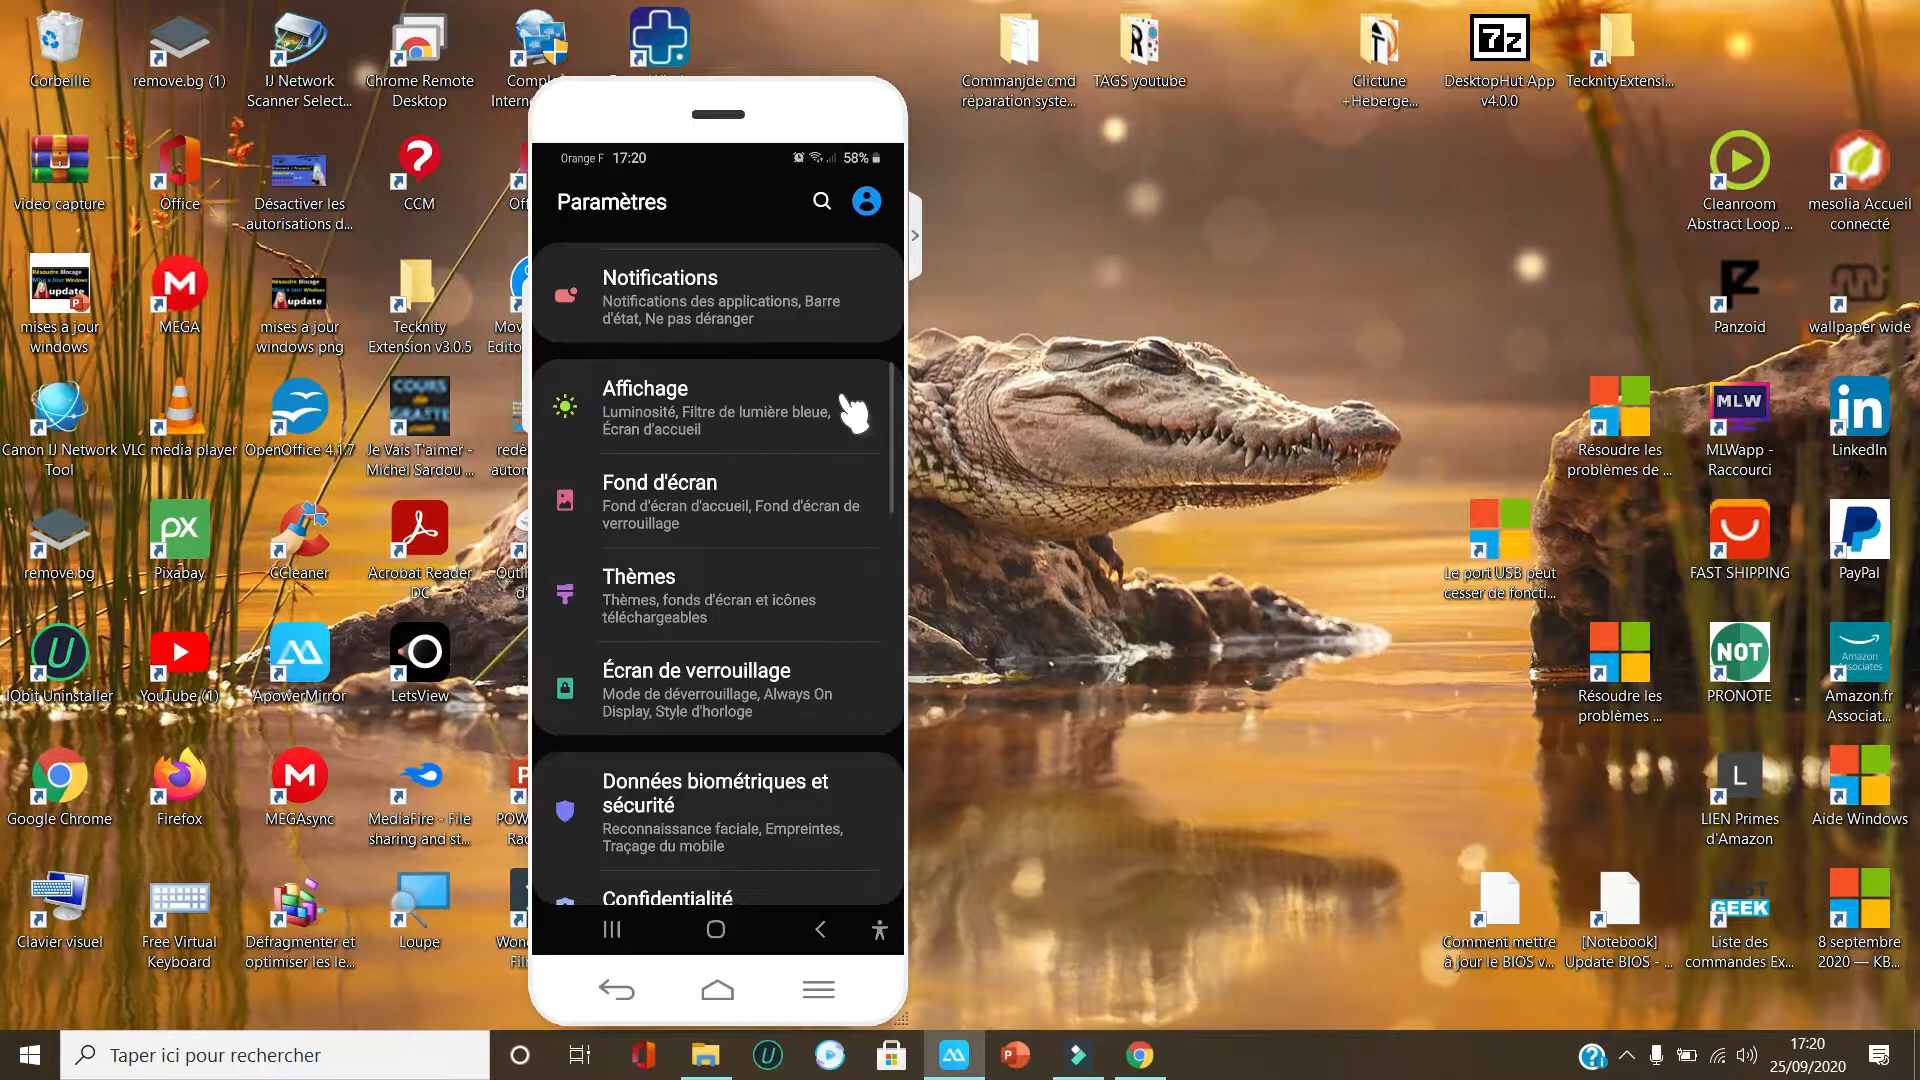 Corbeille
remove.bg (1)
IJ Network
Scanner Select...
Chrome Remote
Desktop
Commanjde cmd
réparation syste...
TAGS youtube
Clictune
+Heberge...
DesktopHut App
v4.0.0
TecknityExtensi...
video capture
Office
Désactiver les
autorisations d...
CCM
Cleanroom
Abstract Loop ...
mesolia Accueil
connecté
mises a jour
windows
MEGA
mises a jour
windows png
Tecknity
Extension v3.0.5
Panzoid
wallpaper wide
Canon IJ Network
Tool
VLC media player
OpenOffice 4.1.7
COURS
de
GRATTE
Je Vais T'aimer -
Michel Sardou ...
Résoudre les
problèmes de ...
MLW
MLWapp -
Raccourci
LinkedIn
remove.bg
px
Pixabay
CCleaner
Acrobat Reader
DC
Le port USB peut
cesser de foncti...
FAST SHIPPING
PayPal
IObit Uninstaller
YouTube (1)
ApowerMirror
LetsView
Résoudre les
problèmes ...
NOT
PRONOTE
Amazon
Associates
Amazon.fr
Associat...
Google Chrome
Firefox
MEGAsync
MediaFire - File
sharing and st...
L
LIEN Primes
d'Amazon
Aide Windows
Clavier visuel
Free Virtual
Keyboard
Défragmenter et
optimiser les le...
Loupe
Comment mettre
à jour le BIOS v...
[Notebook]
Update BIOS - ...
JUST
GEEK
Liste des
commandes Ex...
8 septembre
2020 — KB...
Orange F 17:20
58%
Paramètres
Notifications
Notifications des applications, Barre
d'état, Ne pas déranger
Affichage
Luminosité, Filtre de lumière bleue,
Écran d'accueil
Fond d'écran
Fond d'écran d'accueil, Fond d'écran de
verrouillage
Thèmes
Thèmes, fonds d'écran et icônes
téléchargeables
Écran de verrouillage
Mode de déverrouillage, Always On
Display, Style d'horloge
Données biométriques et
sécurité
Reconnaissance faciale, Empreintes,
Traçage du mobile
Confidentialité
Taper ici pour rechercher
17:20
25/09/2020